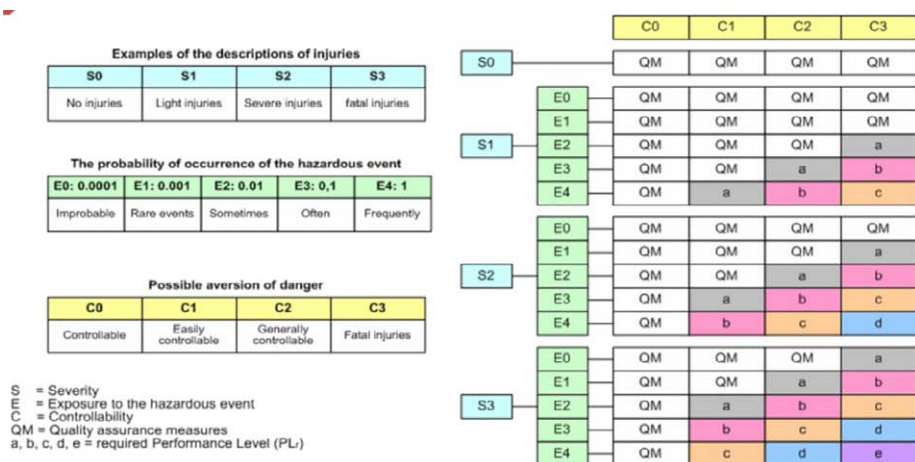 Examples of the descriptions of injuries
S0 S1 S2 S3
No injuries Light injuries Severe injuries fatal injuries
The probability of occurrence of the hazardous event
E0: 0.0001 E1: 0.001 E2: 0.01 E3: 0,1 E4: 1
Improbable Rare events Sometimes Often Frequently
Possible aversion of danger
C0 C1 C2 C3
Controllable Easily controllable Generally controllable Fatal injuries
S = Severity
E = Exposure to the hazardous event
C = Controllability
QM = Quality assurance measures
a, b, c, d, e = required Performance Level (PLr)
C0 C1 C2 C3
S0 QM QM QM QM
E0 QM QM QM QM
E1 QM QM QM QM
S1 E2 QM QM QM a
E3 QM QM a b
E4 QM a b c
E0 QM QM QM QM
E1 QM QM QM a
S2 E2 QM QM a b
E3 QM a b c
E4 QM b c d
E0 QM QM QM a
E1 QM QM a b
S3 E2 QM a b c
E3 QM b c d
E4 QM c d e